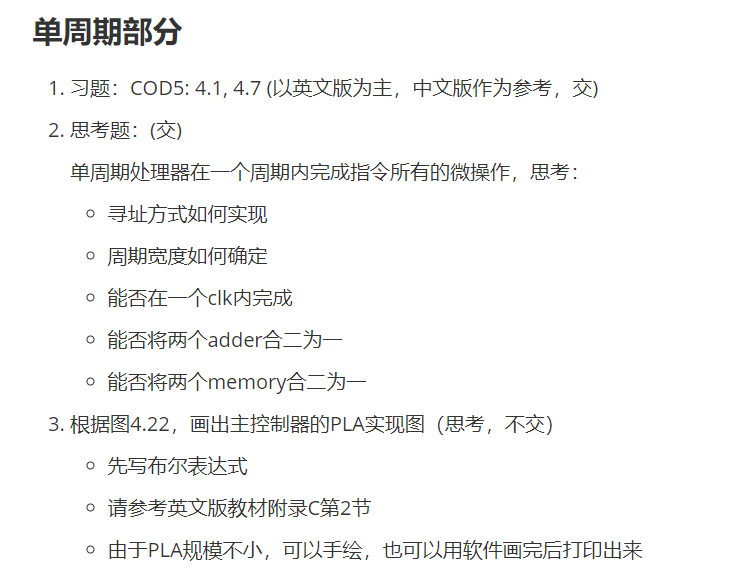 单周期部分
1. 习题：COD5: 4.1, 4.7 (以英文版为主，中文版作为参考，交)
2. 思考题：(交)
单周期处理器在一个周期内完成指令所有的微操作，思考：
○ 寻址方式如何实现
○ 周期宽度如何确定
○ 能否在一个clk内完成
○ 能否将两个adder合二为一
○ 能否将两个memory合二为一
3. 根据图4.22，画出主控制器的PLA实现图（思考，不交）
○ 先写布尔表达式
○ 请参考英文版教材附录C第2节
○ 由于PLA规模不小，可以手绘，也可以用软件画完后打印出来